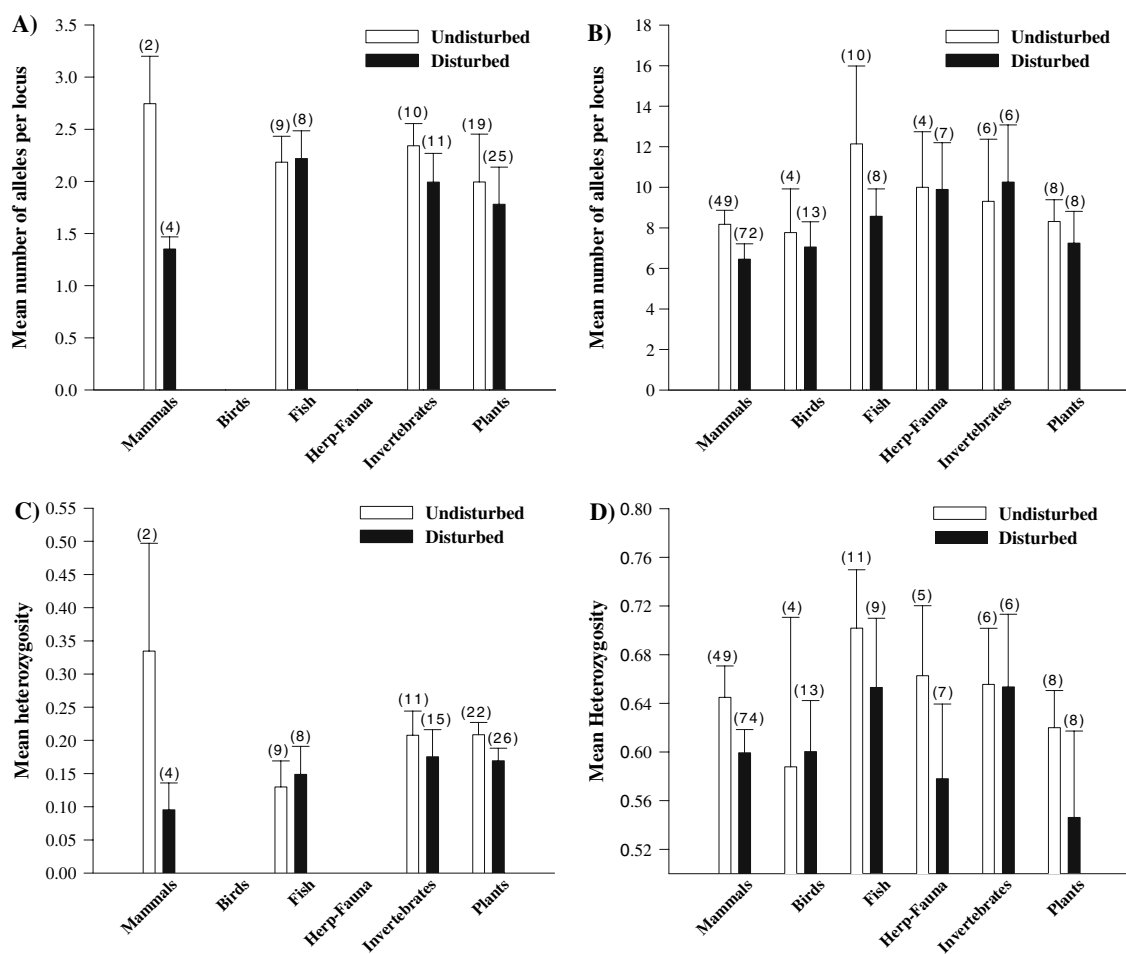 A)
Mean number of alleles per locus
3.5
3.0
2.5
2.0
1.5
1.0
0.5
0.0
Undisturbed
Disturbed
(2)
(4)
(9)
(8)
(10)
(11)
(19)
(25)
Mammals
Birds
Fish
Herp-Fauna
Invertebrates
Plants
B)
Mean number of alleles per locus
18
16
14
12
10
8
6
4
2
0
Undisturbed
Disturbed
(49)
(72)
(4)
(13)
(10)
(8)
(4)
(7)
(6)
(6)
(8)
(8)
Mammals
Birds
Fish
Herp-Fauna
Invertebrates
Plants
C)
Mean heterozygosity
0.55
0.50
0.45
0.40
0.35
0.30
0.25
0.20
0.15
0.10
0.05
0.00
Undisturbed
Disturbed
(2)
(4)
(9)
(8)
(11)
(15)
(22)
(26)
Mammals
Birds
Fish
Herp-Fauna
Invertebrates
Plants
D)
Mean Heterozygosity
0.80
0.76
0.72
0.68
0.64
0.60
0.56
0.52
Undisturbed
Disturbed
(49)
(74)
(4)
(13)
(11)
(9)
(5)
(7)
(6)
(6)
(8)
(8)
Mammals
Birds
Fish
Herp-Fauna
Invertebrates
Plants